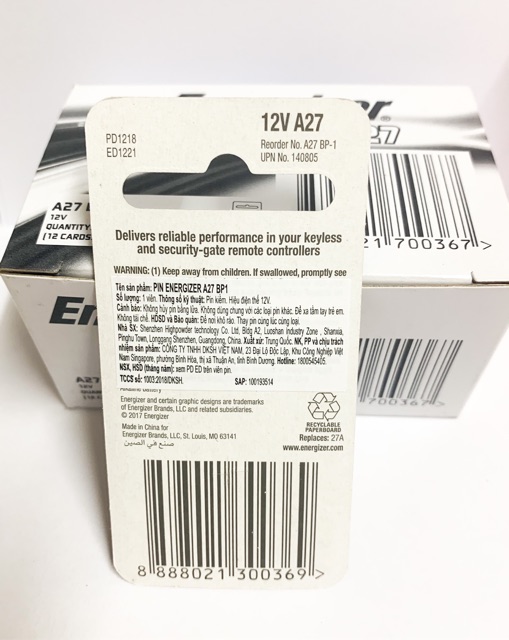 PD1218
ED1221
12V A27
Reorder No. A27 BP-1
UPN No. 140805
A27
12V
QUANTITY
[12 CARDS
27
21 700367 >
Delivers reliable performance in your keyless
and security-gate remote controllers
WARNING: (1) Keep away from children. If swallowed, promptly see
Tên sản phẩm: PIN ENERGIZER A27 BP1
Số lượng: 1 viên. Thông số kỹ thuật: Pin kiềm. Hiệu điện thế 12V.
Cảnh báo: Không hủy pin bằng lửa. Không dùng chung với các loại pin khác. Để xa tầm tay trẻ em.
Không tái chế. HDSD và Bảo quản: Để nơi khô ráo. Thay pin cùng lúc cùng loại.
Nhà SX: Shenzhen Highpower technology Co. Ltd, Bldg A2, Luoshan Industry Zone , Shanxia,
Pinghu Town, Longgang Shenzhen, Guangdong, China. Xuất xứ: Trung Quốc. NK, PP và chịu trách
nhiệm sản phẩm: CÔNG TY TNHH DKSH VIỆT NAM, 23 Đại Lộ Độc Lập, Khu Công Nghiệp Việt
Nam Singapore, phường Bình Hòa, thị xã Thuận An, tỉnh Bình Dương. Hotline: 1800545405.
NSX, HSD (tháng năm): xem PD ED trên viên pin.
TCCS số: 1003:2018/DKSH. SAP: 100193514
Energizer and certain graphic designs are trademarks
of Energizer Brands, LLC and related subsidiaries.
© 2017 Energizer
Made in China for
Energizer Brands, LLC, St. Louis, MO 63141
صنع في الصين
RECYCLABLE
PAPERBOARD
Replaces: 27A
www.energizer.com
En
A27
12V
700367 >
8 888021 300369 >